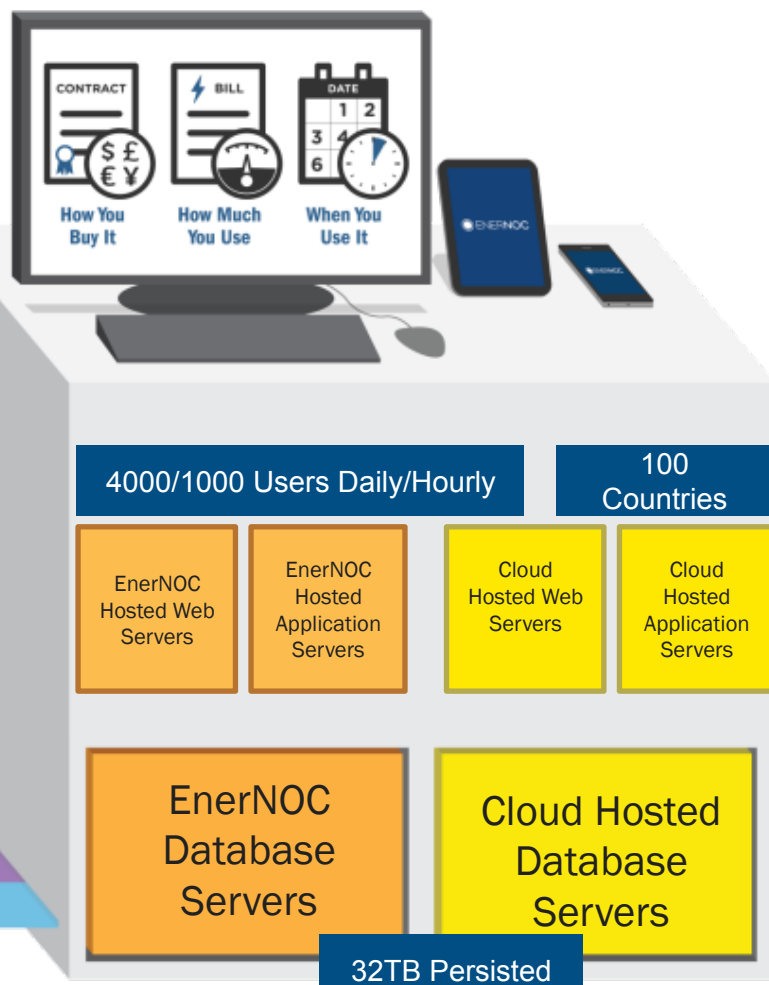 CONTRACT
$ £
€ ¥
How You
Buy It
BILL
How Much
You Use
DATE
1 2
3 4
6
When You
Use It
ENERNOC
ENERNOC
4000/1000 Users Daily/Hourly
100
Countries
EnerNOC
Hosted Web
Servers
EnerNOC
Hosted
Application
Servers
Cloud
Hosted Web
Servers
Cloud
Hosted
Application
Servers
EnerNOC
Database
Servers
Cloud Hosted
Database
Servers
32TB Persisted